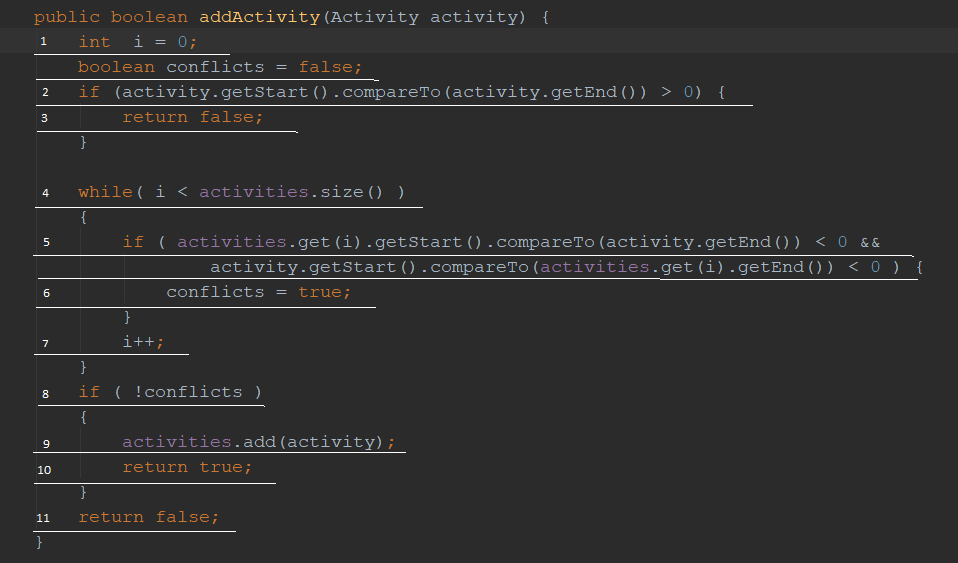 public boolean addActivity(Activity activity) {
1 int i = 0;
boolean conflicts = false;
2 if (activity.getStart().compareTo(activity.getEnd()) > 0) {
3 return false;
}
4 while( i < activities.size() )
{
5 if ( activities.get(i).getStart().compareTo(activity.getEnd()) < 0 &&
activity.getStart().compareTo(activities.get(i).getEnd()) < 0 ) {
6 conflicts = true;
}
7 i++;
}
8 if ( !conflicts )
{
9 activities.add(activity);
10 return true;
}
11 return false;
}